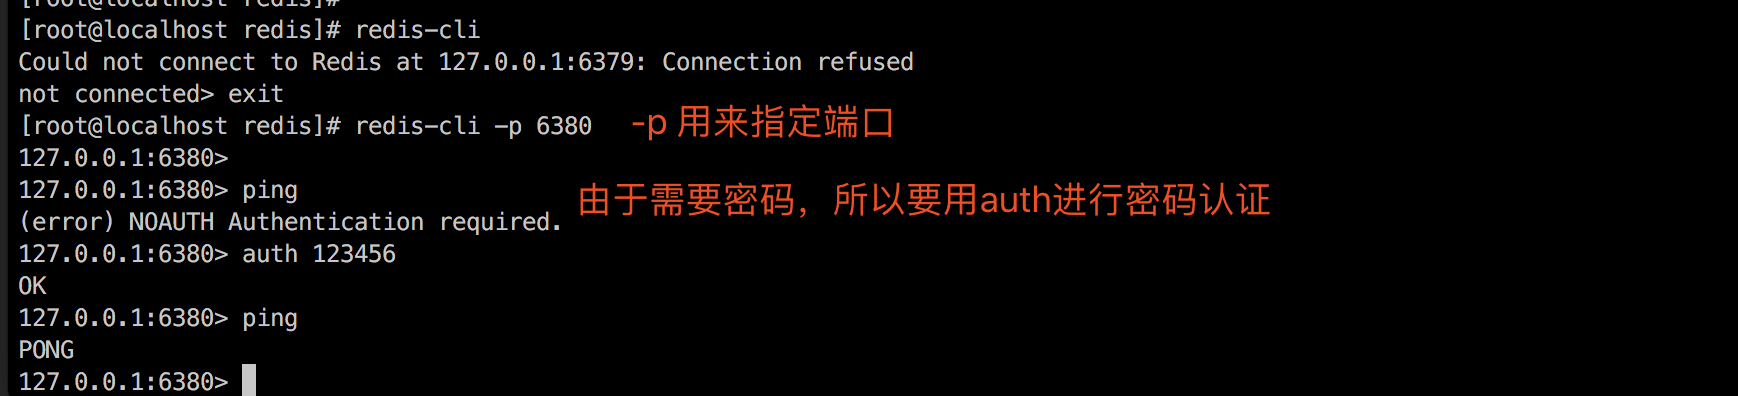 [root@localhost redis]#
[root@localhost redis]# redis-cli
Could not connect to Redis at 127.0.0.1:6379: Connection refused
not connected> exit
[root@localhost redis]# redis-cli -p 6380
-p 用来指定端口
127.0.0.1:6380>
127.0.0.1:6380> ping
由于需要密码，所以要用auth进行密码认证
(error) NOAUTH Authentication required.
127.0.0.1:6380> auth 123456
OK
127.0.0.1:6380> ping
PONG
127.0.0.1:6380>